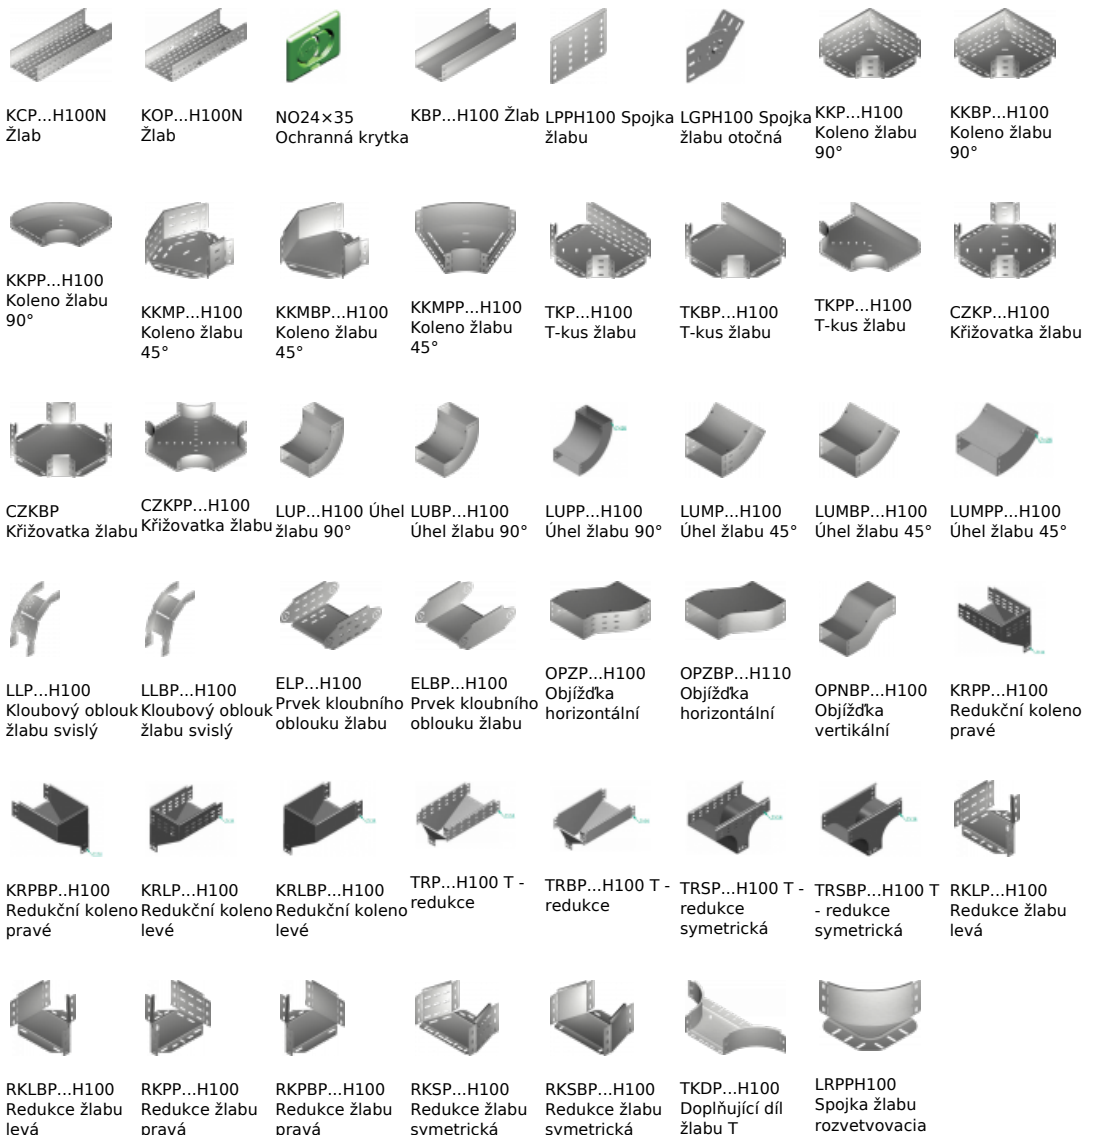 KCP...H100N
Žlab
KOP...H100N
Žlab
NO24×35
Ochranná krytka
KBP...H100 Žlab
LPPH100 Spojka
žlabu
LGPH100 Spojka
žlabu otočná
KKP...H100
Koleno žlabu
90°
KKBP...H100
Koleno žlabu
90°
KKPP...H100
Koleno žlabu
90°
KKMP...H100
Koleno žlabu
45°
KKMBP...H100
Koleno žlabu
45°
KKMPP...H100
Koleno žlabu
45°
TKP...H100
T-kus žlabu
TKBP...H100
T-kus žlabu
TKPP...H100
T-kus žlabu
CZKP...H100
Křižovatka žlabu
CZKBP
Křižovatka žlabu
CZKPP...H100
Křižovatka žlabu
LUP...H100 Úhel
žlabu 90°
LUBP...H100
Úhel žlabu 90°
LUPP...H100
Úhel žlabu 90°
LUMP...H100
Úhel žlabu 45°
LUMBP...H100
Úhel žlabu 45°
LUMPP...H100
Úhel žlabu 45°
LLP...H100
Kloubový oblouk
žlabu svislý
LLBP...H100
Kloubový oblouk
žlabu svislý
ELP...H100
Prvek kloubního
oblouku žlabu
ELBP...H100
Prvek kloubního
oblouku žlabu
OPZP...H100
Objížďka
horizontální
OPZBP...H110
Objížďka
horizontální
OPNBP...H100
Objížďka
vertikální
KRPP...H100
Redukční koleno
pravé
KRPBP..H100
Redukční koleno
pravé
KRLP...H100
Redukční koleno
levé
KRLBP...H100
Redukční koleno
levé
TRP...H100 T -
redukce
TRBP...H100 T -
redukce
TRSP...H100 T -
redukce
symetrická
TRSBP...H100 T
- redukce
symetrická
RKLP...H100
Redukce žlabu
levá
RKLBP...H100
Redukce žlabu
levá
RKPP...H100
Redukce žlabu
pravá
RKPBP...H100
Redukce žlabu
pravá
RKSP...H100
Redukce žlabu
symetrická
RKSBP...H100
Redukce žlabu
symetrická
TKDP...H100
Doplňující díl
žlabu T
LRPPH100
Spojka žlabu
rozvetvovacia